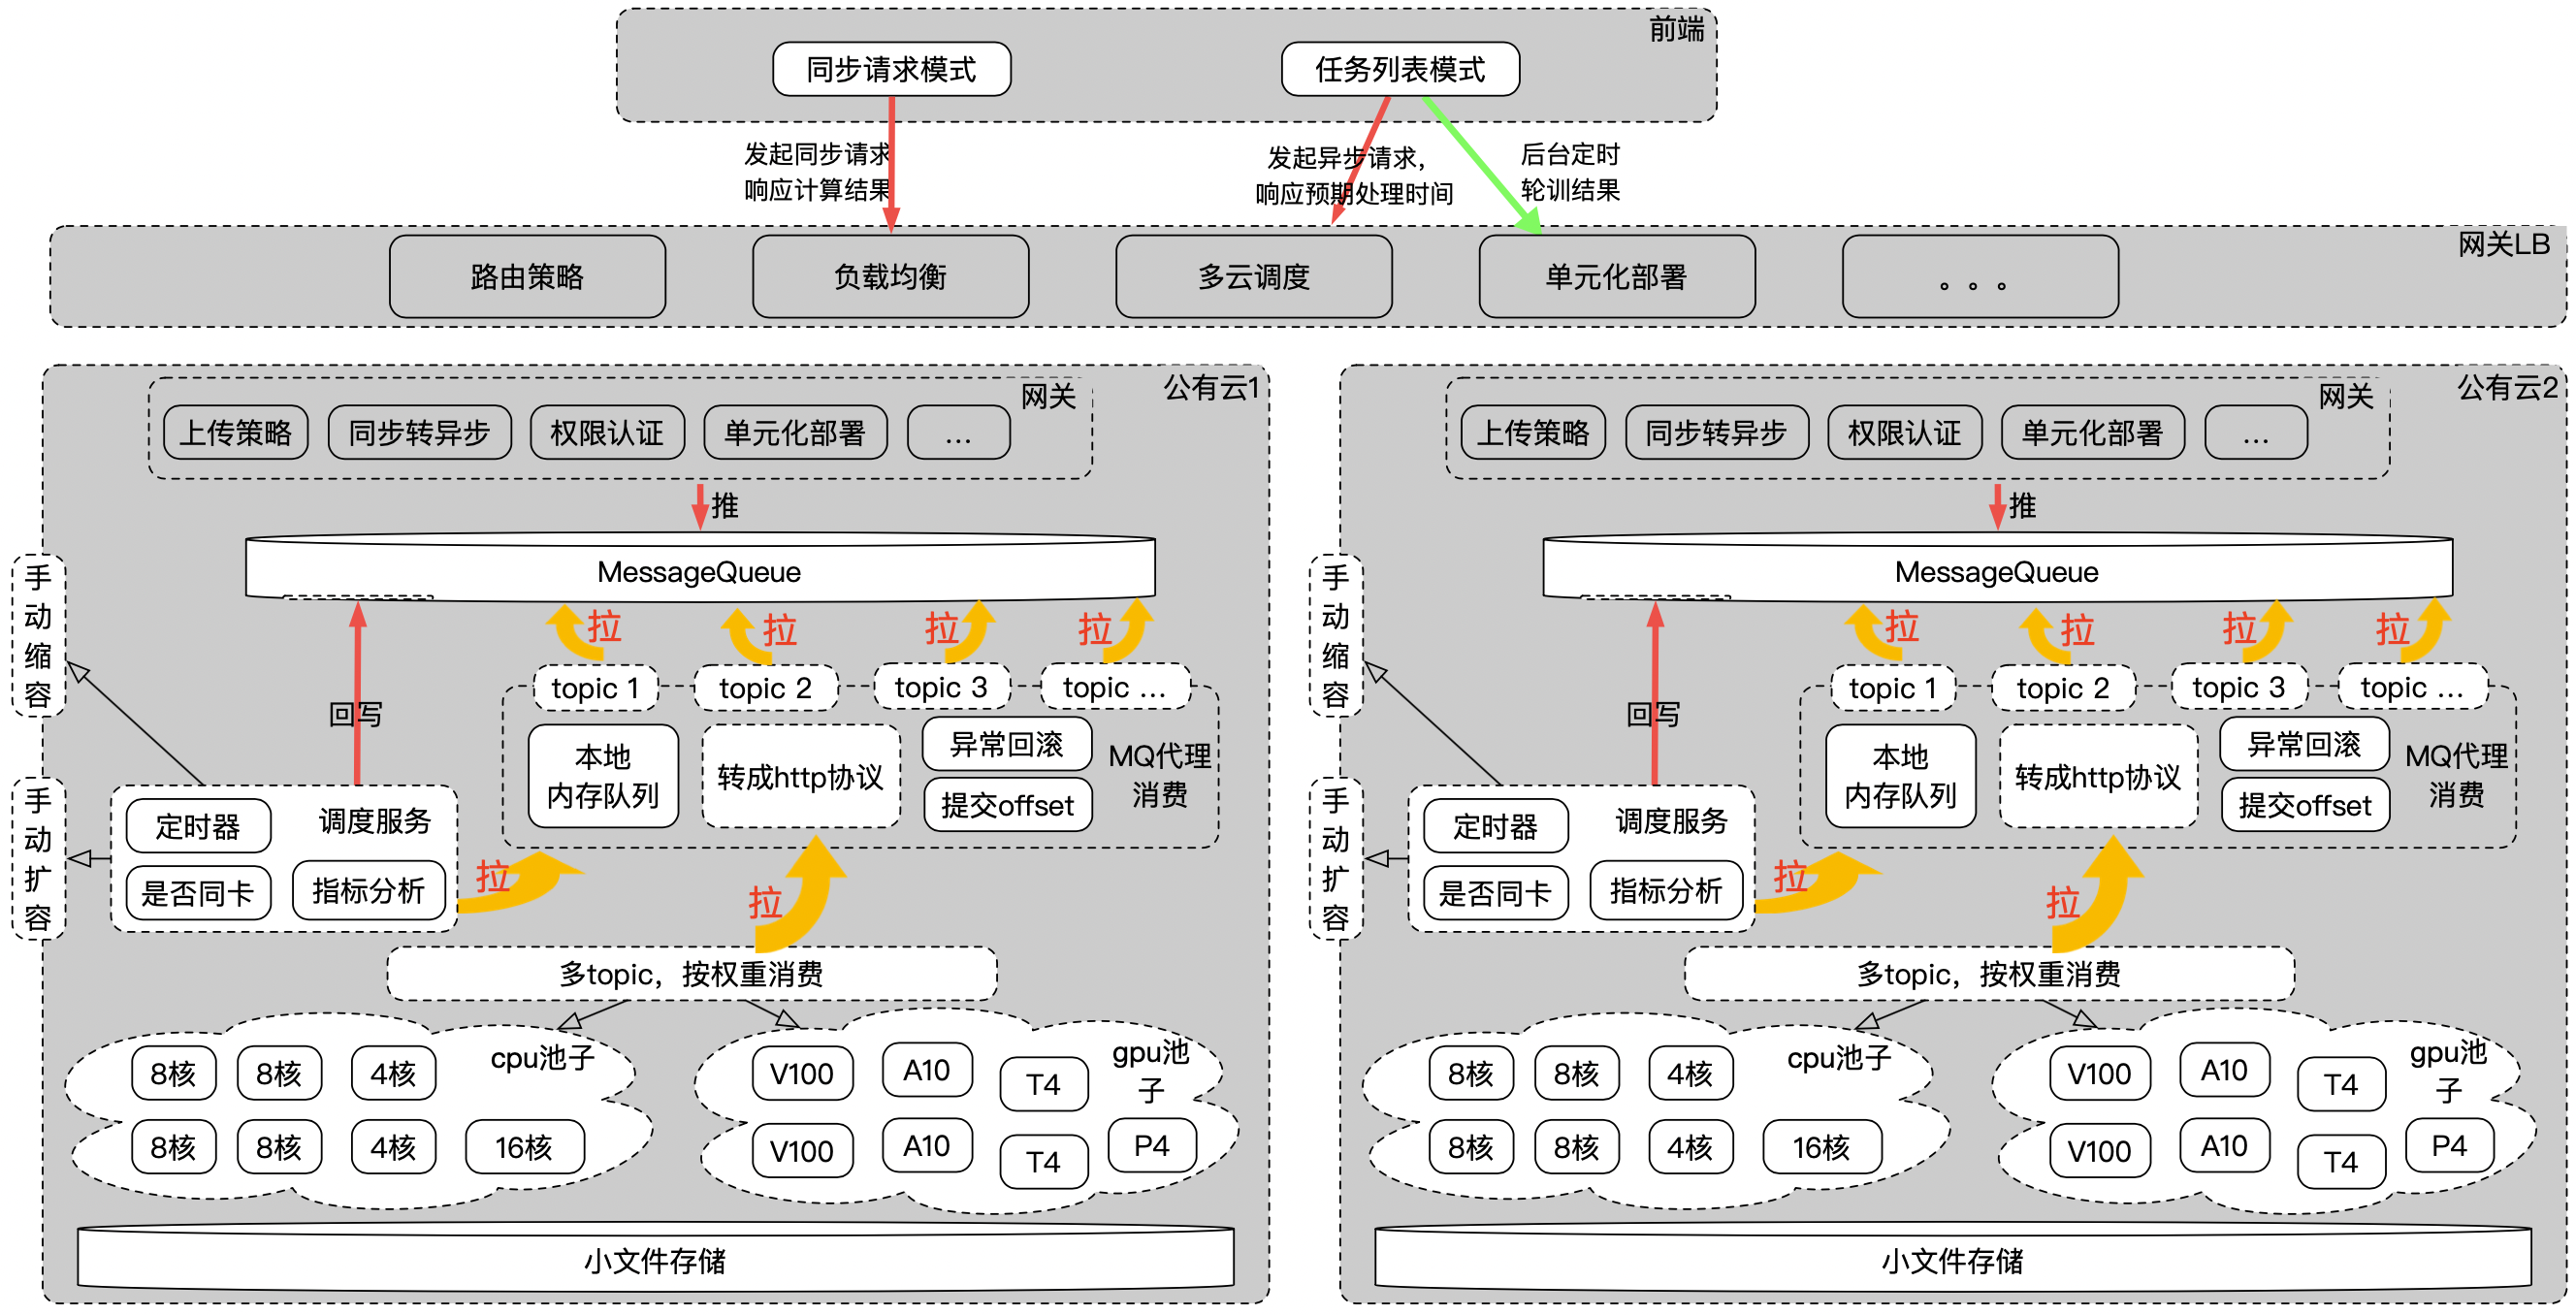 前端
同步请求模式
任务列表模式
发起同步请求
响应计算结果
发起异步请求，
响应预期处理时间
后台定时
轮训结果
网关LB
路由策略
负载均衡
多云调度
单元化部署
。。。
公有云1
网关
上传策略
同步转异步
权限认证
单元化部署
...
推
MessageQueue
手动缩容
手动扩容
回写
拉
拉
拉
拉
topic 1
topic 2
topic 3
topic ...
本地
内存队列
转成http协议
异常回滚
提交offset
MQ代理
消费
定时器
调度服务
是否同卡
指标分析
拉
拉
多topic，按权重消费
cpu池子
8核
8核
4核
8核
8核
4核
16核
gpu池
子
V100
A10
T4
V100
A10
T4
P4
小文件存储
公有云2
网关
上传策略
同步转异步
权限认证
单元化部署
...
推
MessageQueue
手动缩容
手动扩容
回写
拉
拉
拉
拉
topic 1
topic 2
topic 3
topic ...
本地
内存队列
转成http协议
异常回滚
提交offset
MQ代理
消费
定时器
调度服务
是否同卡
指标分析
拉
拉
多topic，按权重消费
cpu池子
8核
8核
4核
8核
8核
4核
16核
gpu池
子
V100
A10
T4
V100
A10
T4
P4
小文件存储